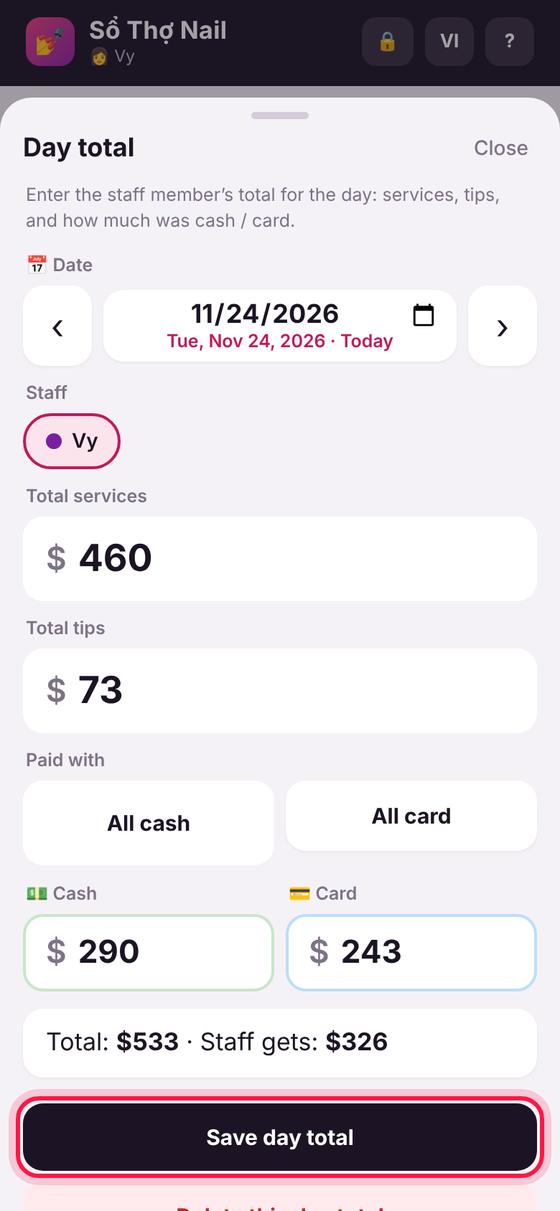 Sổ Thợ Nail
Vy
VI
?
Day total
Close
Enter the staff member’s total for the day: services, tips,
and how much was cash / card.
Date
‹
11/24/2026
Tue, Nov 24, 2026 · Today
›
Staff
Vy
Total services
$ 460
Total tips
$ 73
Paid with
All cash
All card
Cash
Card
$ 290
$ 243
Total: $533 · Staff gets: $326
Save day total